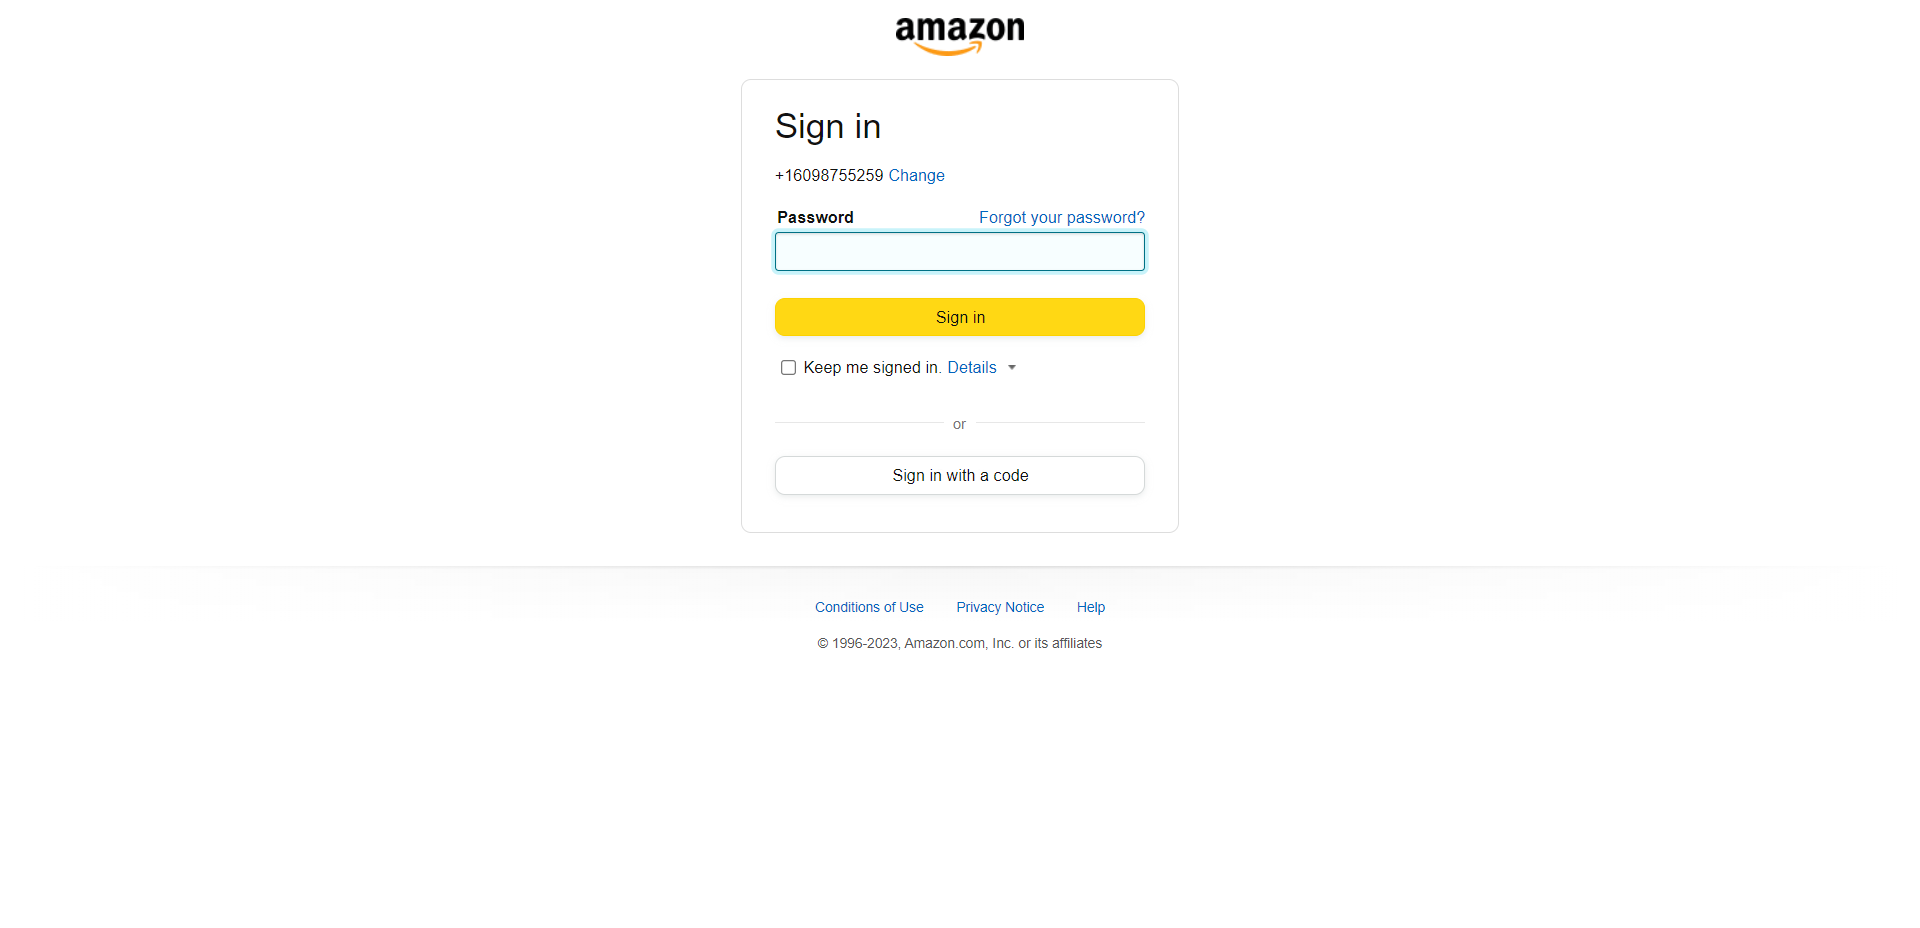 amazon
Sign in
+16098755259 Change
Password Forgot your password?
Sign in
Keep me signed in. Details
or
Sign in with a code
Conditions of Use Privacy Notice Help
© 1996-2023, Amazon.com, Inc. or its affiliates